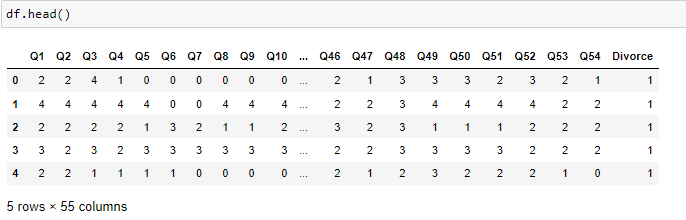 df.head()
Q1 Q2 Q3 Q4 Q5 Q6 Q7 Q8 Q9 Q10 ... Q46 Q47 Q48 Q49 Q50 Q51 Q52 Q53 Q54 Divorce
0 2 2 4 1 0 0 0 0 0 0 ... 2 1 3 3 3 2 3 2 1 1
1 4 4 4 4 4 0 0 4 4 4 ... 2 2 3 4 4 4 4 2 2 1
2 2 2 2 2 1 3 2 1 1 2 ... 3 2 3 1 1 1 2 2 2 1
3 3 2 3 2 3 3 3 3 3 3 ... 2 2 3 3 3 3 2 2 2 1
4 2 2 1 1 1 1 0 0 0 0 ... 2 1 2 3 2 2 2 1 0 1
5 rows × 55 columns